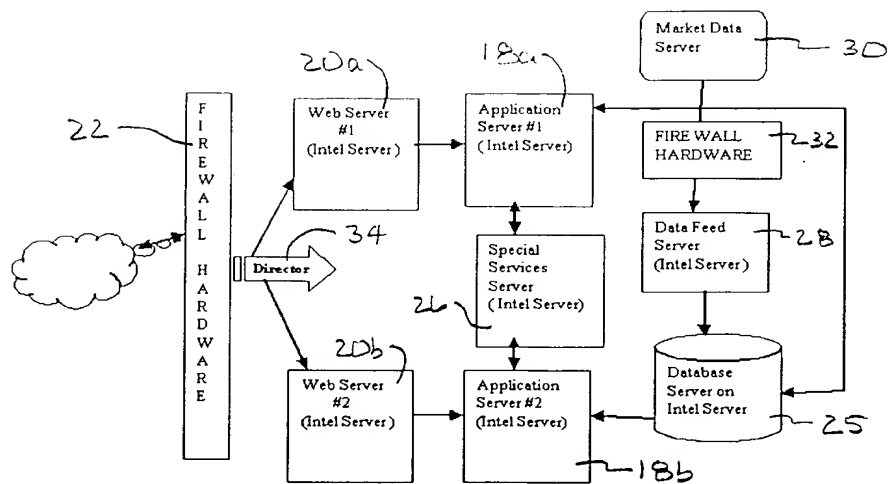 22
FIREWALL HARDWARE
20a
Web Server
#1
(Intel Server)
18a
Application
Server #1
(Intel Server)
Market Data
Server
30
FIRE WALL
HARDWARE
32
34
Director
Special
Services
Server
(Intel Server)
26
Data Feed
Server
(Intel Server)
28
20b
Web Server
#2
(Intel Server)
Application
Server #2
(Intel Server)
18b
Database
Server on
Intel Server
25